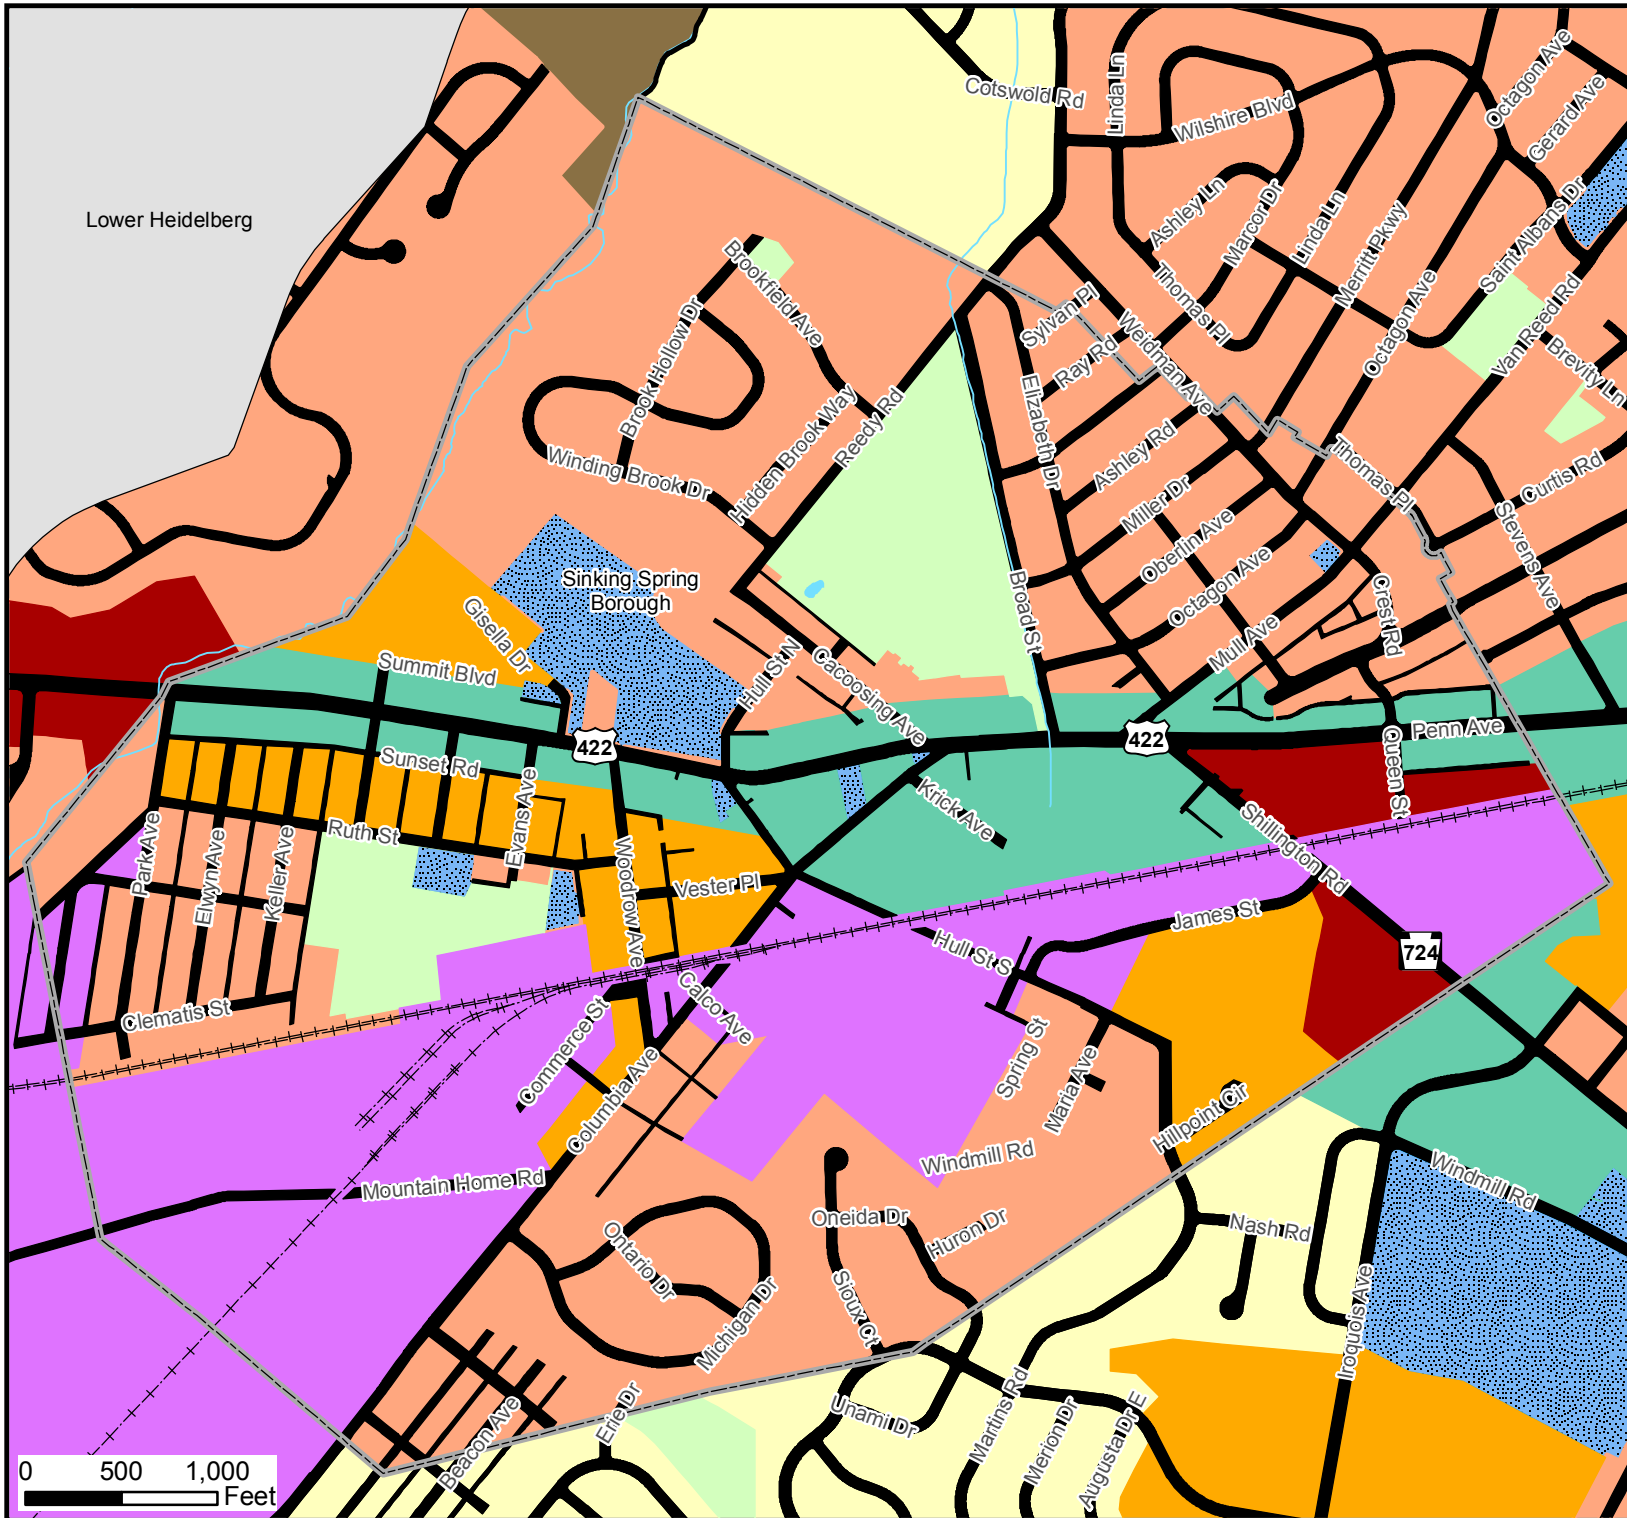 Cotswold Rd
Linda Ln
Wilshire Blvd
Octagon Ave
Gerard Ave
Lower Heidelberg
Ashley Ln
Marcor Dr
Linda Ln
Merritt Pkwy
Saint Albans Dr
Brookfield Ave
Sylvan Pl
Thomas Pl
Weidman Ave
Octagon Ave
Van Reed Rd
Brevity Ln
Brook Hollow Dr
Ray Rd
Elizabeth Dr
Hidden Brook Way
Reedy Rd
Ashley Rd
Thomas Pl
Curtis Rd
Winding Brook Dr
Miller Dr
Stevens Ave
Oberlin Ave
Octagon Ave
Sinking Spring
Borough
Broad St
Crest Rd
Gisella Dr
Mull Ave
Hull St N
Cacoosing Ave
Summit Blvd
422
422
Penn Ave
Sunset Rd
Queen St
Evans Ave
Krick Ave
Ruth St
Park Ave
Elwyn Ave
Keller Ave
Woodrow Ave
Vester Pl
Shillington Rd
James St
Hull St S
724
Calco Ave
Clematis St
Commerce St
Spring St
Maria Ave
Columbia Ave
Hillpoint Cir
Windmill Rd
Mountain Home Rd
Windmill Rd
Oneida Dr
Huron Dr
Nash Rd
Ontario Dr
Sioux Ct
Michigan Dr
Iroquois Ave
Beacon Ave
Erie Dr
Unami Dr
Martins Rd
Merion Dr
Augusta Dr E
0 500 1,000
Feet